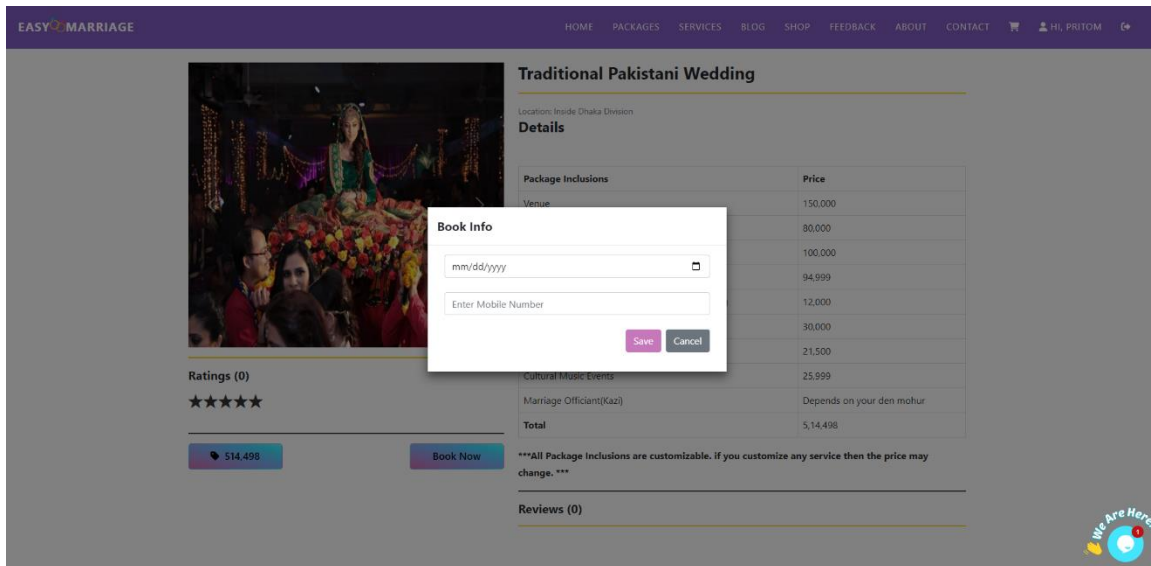 EASY MARRIAGE
HOME PACKAGES SERVICES BLOG SHOP FEEDBACK ABOUT CONTACT HI, PRITOM
Traditional Pakistani Wedding
Location: Inside Dhaka Division
Details
Package Inclusions Price
Venue 150,000
80,000
100,000
94,999
12,000
30,000
21,500
Cultural Music Events 25,999
Marriage Officiant(Kazi) Depends on your den mohur
Total 5,14,498
***All Package Inclusions are customizable. if you customize any service then the price may
change. ***
Reviews (0)
Book Info
mm/dd/yyyy
Enter Mobile Number
Save Cancel
Ratings (0)
514,498 Book Now
We Are Here!
1